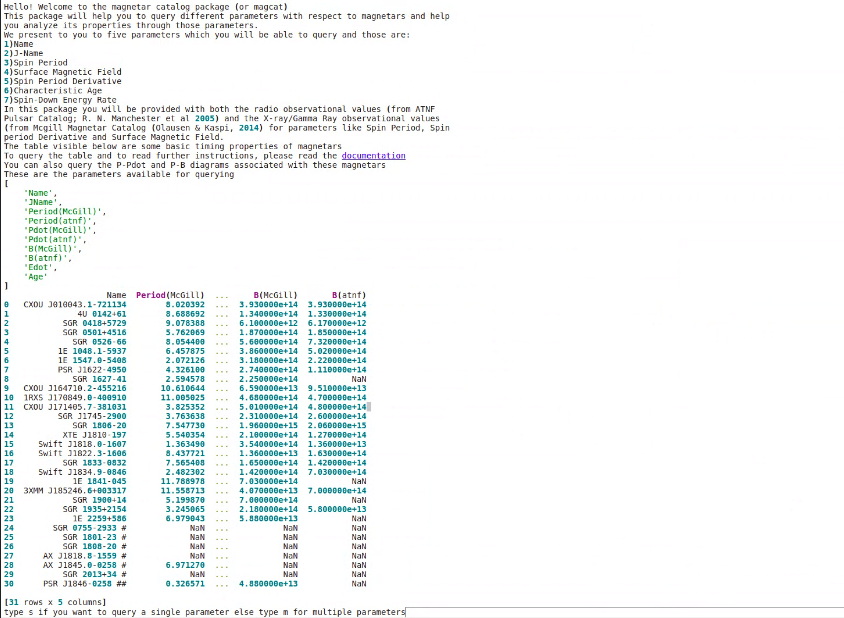 Hello! Welcome to the magnetar catalog package (or magcat)
This package will help you to query different parameters with respect to magnetars and help
you analyze its properties through those parameters.
We present to you to five parameters which you will be able to query and those are:
1)Name
2)J-Name
3)Spin Period
4)Surface Magnetic Field
5)Spin Period Derivative
6)Characteristic Age
7)Spin-Down Energy Rate
In this package you will be provided with both the radio observational values (from ATNF
Pulsar Catalog; R. N. Manchester et al 2005) and the X-ray/Gamma Ray observational values
(from Mcgill Magnetar Catalog (Olausen & Kaspi, 2014) for parameters like Spin Period, Spin
period Derivative and Surface Magnetic Field.
The table visible below are some basic timing properties of magnetars
To query the table and to read further instructions, please read the documentation
You can also query the P-Pdot and P-B diagrams associated with these magnetars
These are the parameters available for querying
[
'Name',
'JName',
'Period(McGill)',
'Period(atnf)',
'Pdot(McGill)',
'Pdot(atnf)',
'B(McGill)',
'B(atnf)',
'Edot',
'Age'
]
Name Period(McGill) ... B(McGill) B(atnf)
0 CXOU J010043.1-721134 8.020392 ... 3.930000e+14 3.930000e+14
1 4U 0142+61 8.688692 ... 1.340000e+14 1.330000e+14
2 SGR 0418+5729 9.078388 ... 6.100000e+12 6.170000e+12
3 SGR 0501+4516 5.762069 ... 1.870000e+14 1.850000e+14
4 SGR 0526-66 8.054400 ... 5.600000e+14 7.320000e+14
5 1E 1048.1-5937 6.457875 ... 3.860000e+14 5.020000e+14
6 1E 1547.0-5408 2.072126 ... 3.180000e+14 2.220000e+14
7 PSR J1622-4950 4.326100 ... 2.740000e+14 1.110000e+14
8 SGR 1627-41 2.594578 ... 2.250000e+14 NaN
9 CXOU J164710.2-455216 10.610644 ... 6.590000e+13 9.510000e+13
10 1RXS J170849.0-400910 11.005025 ... 4.680000e+14 4.700000e+14
11 CXOU J171405.7-381031 3.825352 ... 5.010000e+14 4.800000e+14
12 SGR J1745-2900 3.763638 ... 2.310000e+14 2.600000e+14
13 SGR 1806-20 7.547730 ... 1.960000e+15 2.060000e+15
14 XTE J1810-197 5.540354 ... 2.100000e+14 1.270000e+14
15 Swift J1818.0-1607 1.363490 ... 3.540000e+14 1.360000e+13
16 Swift J1822.3-1606 8.437721 ... 1.360000e+13 1.630000e+14
17 SGR 1833-0832 7.565408 ... 1.650000e+14 1.420000e+14
18 Swift J1834.9-0846 2.482302 ... 1.420000e+14 7.030000e+14
19 1E 1841-045 11.788978 ... 7.030000e+14 NaN
20 3XMM J185246.6+003317 11.558713 ... 4.070000e+13 7.000000e+14
21 SGR 1900+14 5.199870 ... 7.000000e+14 NaN
22 SGR 1935+2154 3.245065 ... 2.180000e+14 5.800000e+13
23 1E 2259+586 6.979043 ... 5.880000e+13 NaN
24 SGR 0755-2933 # NaN ... NaN NaN
25 SGR 1801-23 # NaN ... NaN NaN
26 SGR 1808-20 # NaN ... NaN NaN
27 AX J1818.8-1559 # NaN ... NaN NaN
28 AX J1845.0-0258 # 6.971270 ... NaN NaN
29 SGR 2013+34 # NaN ... NaN NaN
30 PSR J1846-0258 ## 0.326571 ... 4.880000e+13 NaN
[31 rows x 5 columns]
type s if you want to query a single parameter else type m for multiple parameters